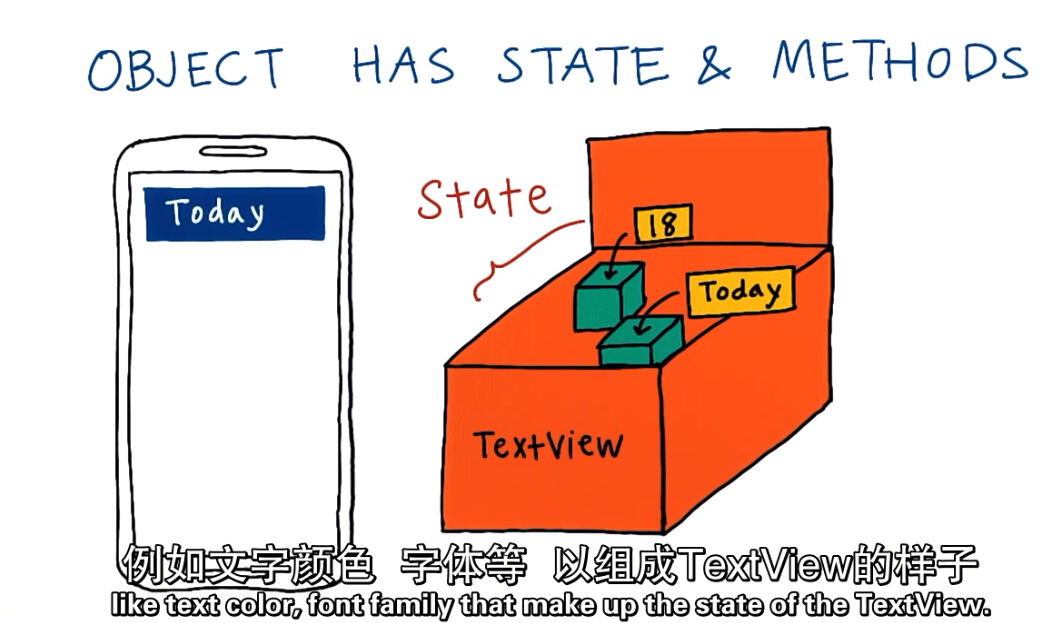 OBJECT HAS STATE & METHODS
Today
State
18
Today
TextView
例如文字颜色 字体等 以组成TextView的样子
like text color, font family that make up the state of the TextView.